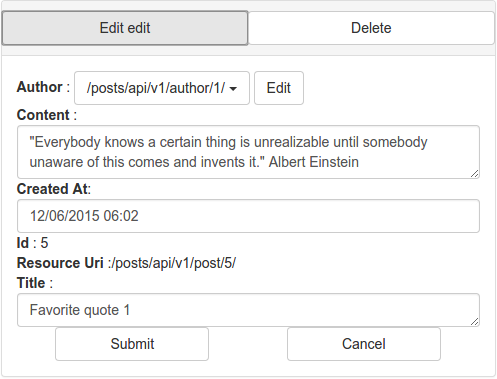 Edit edit Delete
Author : /posts/api/v1/author/1/ Edit
Content :
"Everybody knows a certain thing is unrealizable until somebody
unaware of this comes and invents it." Albert Einstein
Created At:
12/06/2015 06:02
Id : 5
Resource Uri :/posts/api/v1/post/5/
Title :
Favorite quote 1
Submit Cancel